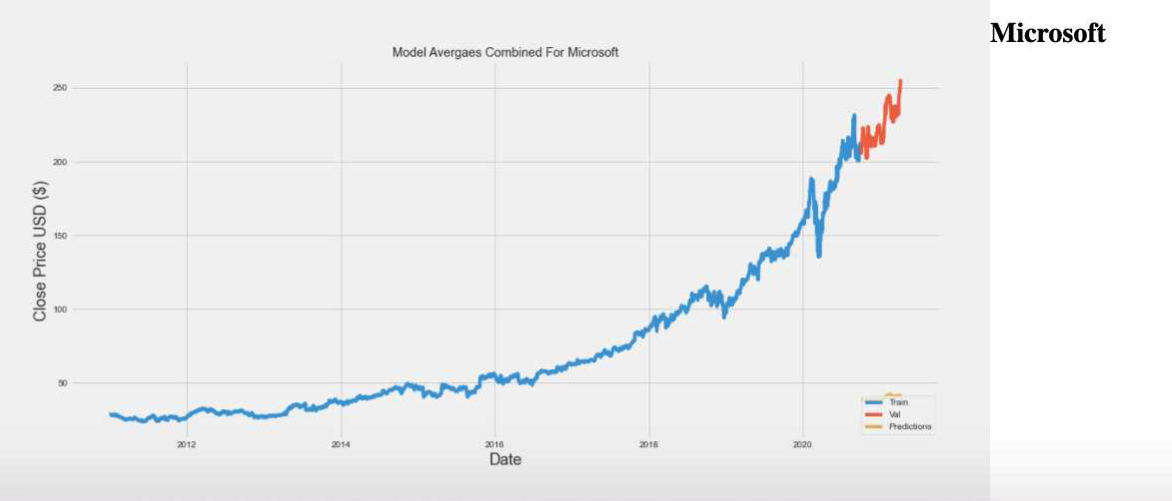 Microsoft
Model Avergaes Combined For Microsoft
Close Price USD ($)
250
200
150
100
50
2012
2014
2016
2018
2020
Date
Train
Val
Predictions